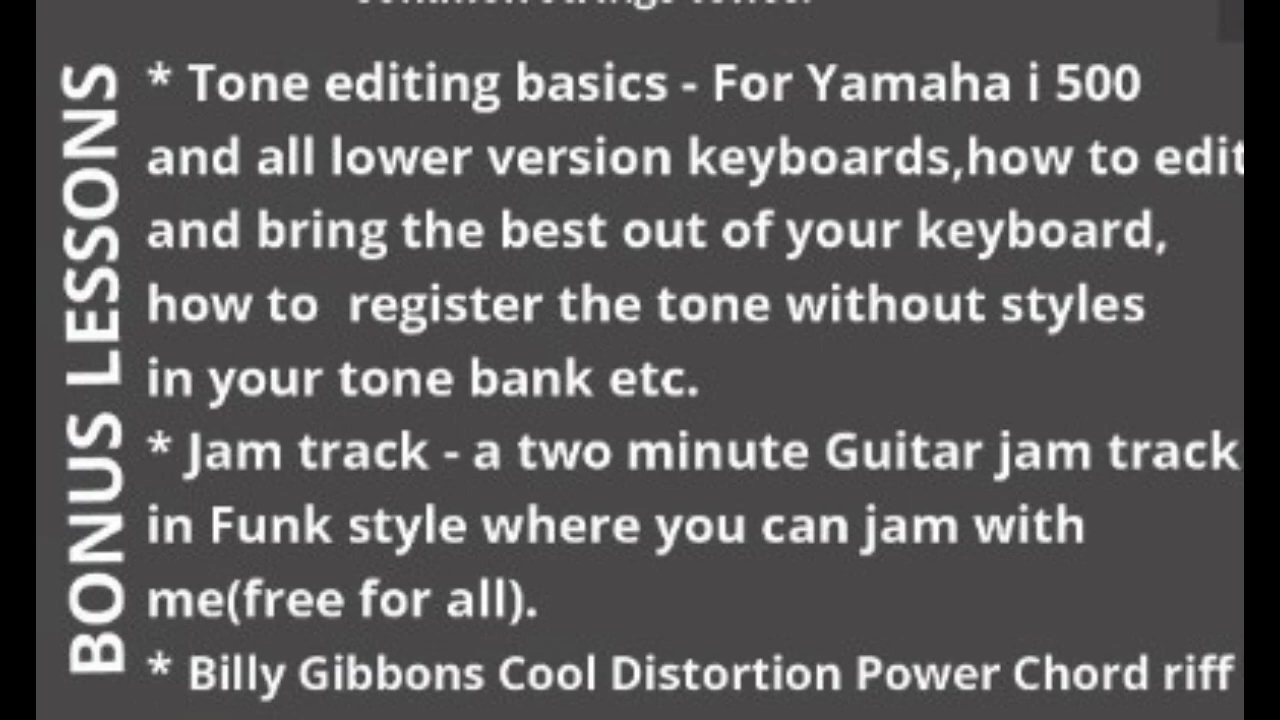 BONUS LESSONS
* Tone editing basics - For Yamaha i 500
and all lower version keyboards,how to edit
and bring the best out of your keyboard,
how to  register the tone without styles
in your tone bank etc.
* Jam track - a two minute Guitar jam track
in Funk style where you can jam with
me(free for all).
* Billy Gibbons Cool Distortion Power Chord riff